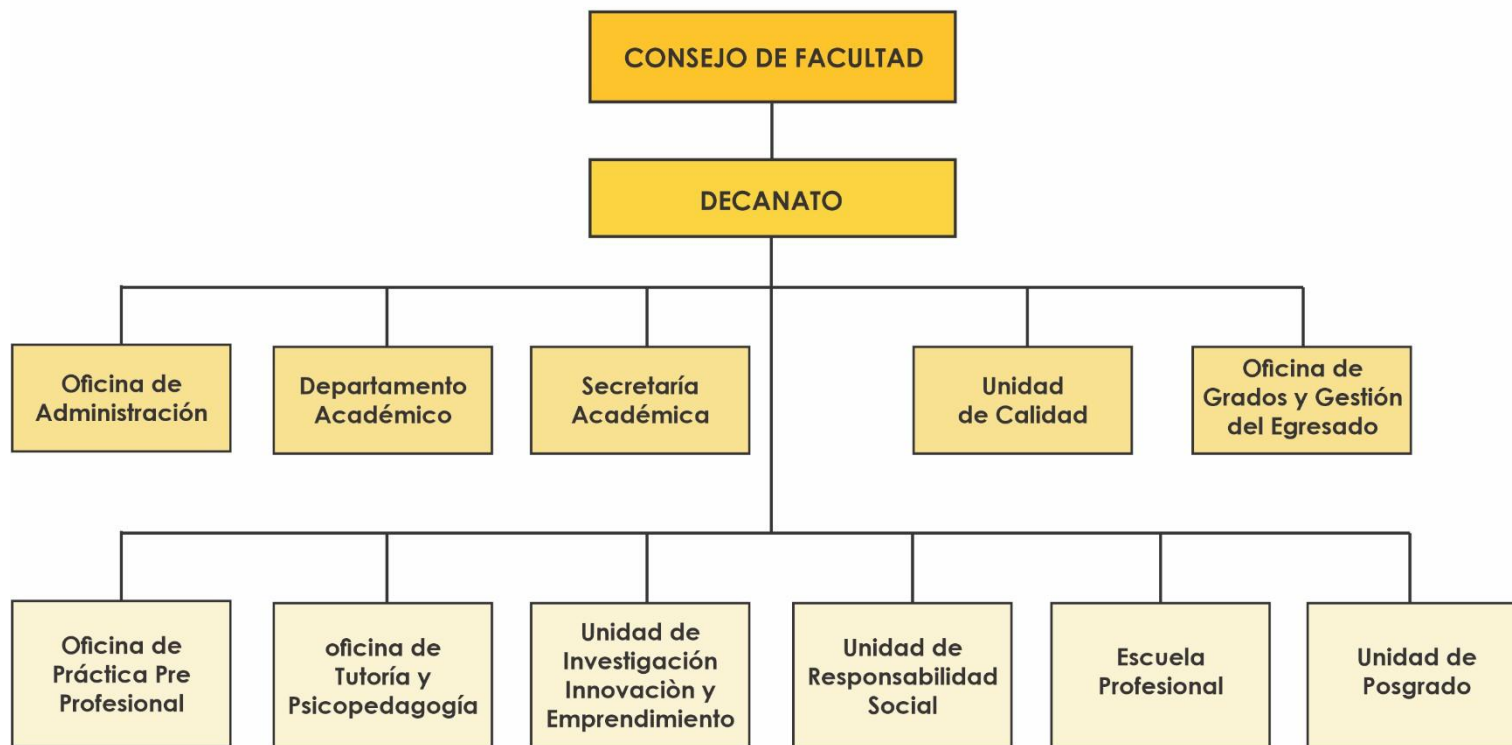 CONSEJO DE FACULTAD
DECANATO
Oficina de
Administración
Departamento
Académico
Secretaría
Académica
Unidad
de Calidad
Oficina de
Grados y Gestión
del Egresado
Oficina de
Práctica Pre
Profesional
oficina de
Tutoría y
Psicopedagogía
Unidad de
Investigación
Innovaciòn y
Emprendimiento
Unidad de
Responsabilidad
Social
Escuela
Profesional
Unidad de
Posgrado